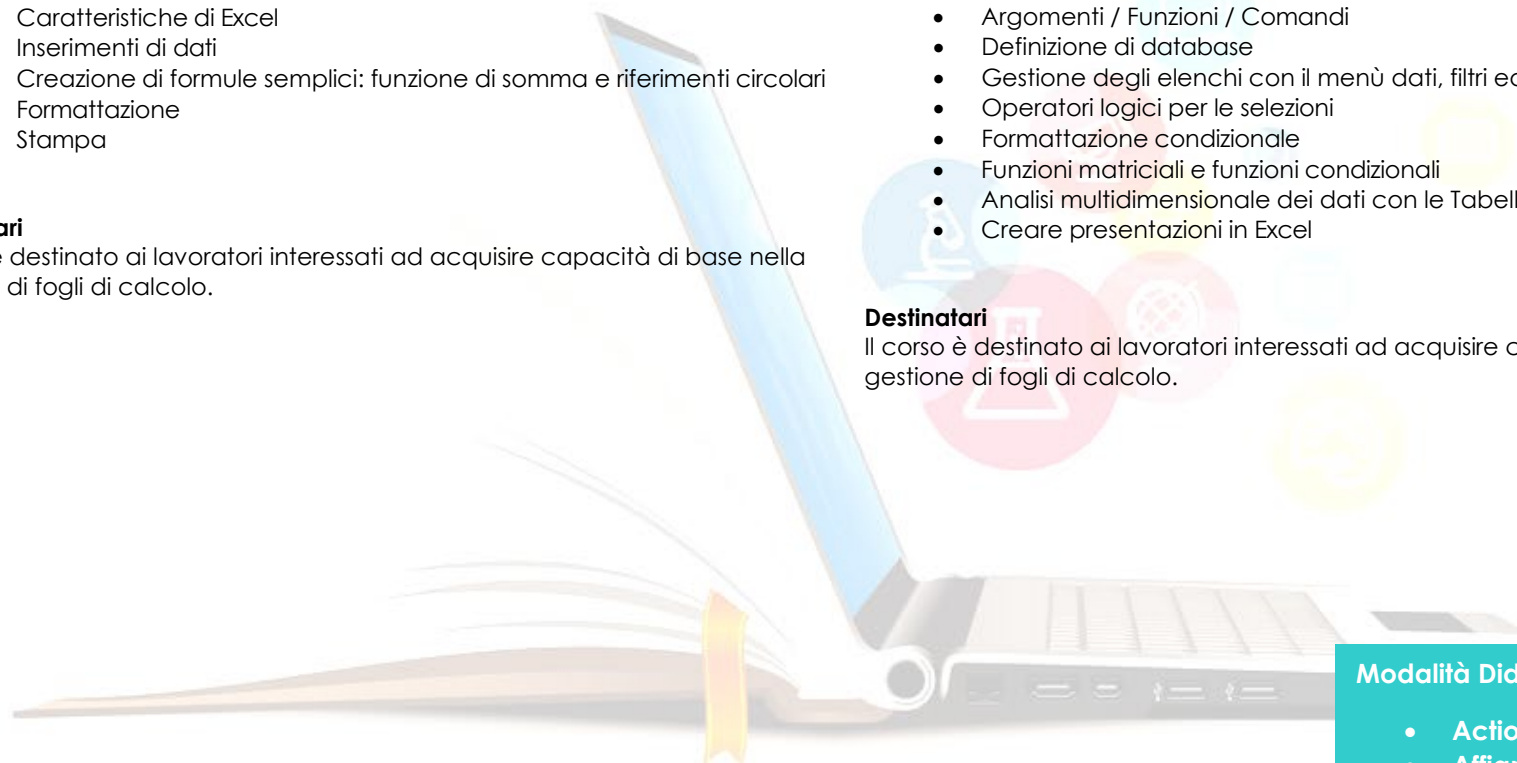 Caratteristiche di Excel
Inserimenti di dati
Creazione di formule semplici: funzione di somma e riferimenti circolari
Formattazione
Stampa
ari
destinato ai lavoratori interessati ad acquisire capacità di base nella
di fogli di calcolo.
• Argomenti / Funzioni / Comandi
• Definizione di database
• Gestione degli elenchi con il menù dati, filtri
• Operatori logici per le selezioni
• Formattazione condizionale
• Funzioni matriciali e funzioni condizionali
• Analisi multidimensionale dei dati con le Tabell
• Creare presentazioni in Excel
Destinatari
Il corso è destinato ai lavoratori interessati ad acquisire
gestione di fogli di calcolo.
Modalità Did
• Actio